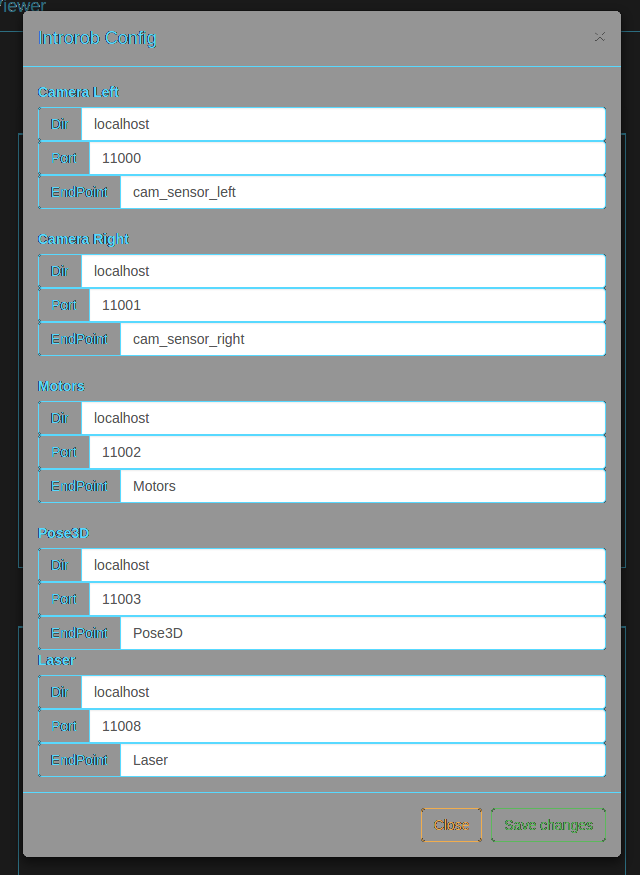 Viewer
Introrob Config ×
Camera Left
Dir localhost
Port 11000
EndPoint cam_sensor_left
Camera Right
Dir localhost
Port 11001
EndPoint cam_sensor_right
Motors
Dir localhost
Port 11002
EndPoint Motors
Pose3D
Dir localhost
Port 11003
EndPoint Pose3D
Laser
Dir localhost
Port 11008
EndPoint Laser
Close Save changes